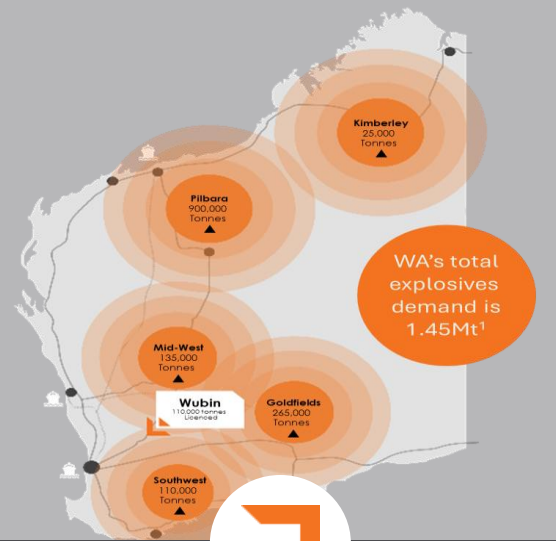 Kimberley
25,000
Tonnes
Pilbara
900,000
Tonnes
WA's total
explosives
demand is
1.45Mt¹
Mid-West
135,000
Tonnes
Wubin
110,000 tonnes
Licenced
Goldfields
265,000
Tonnes
Southwest
110,000
Tonnes